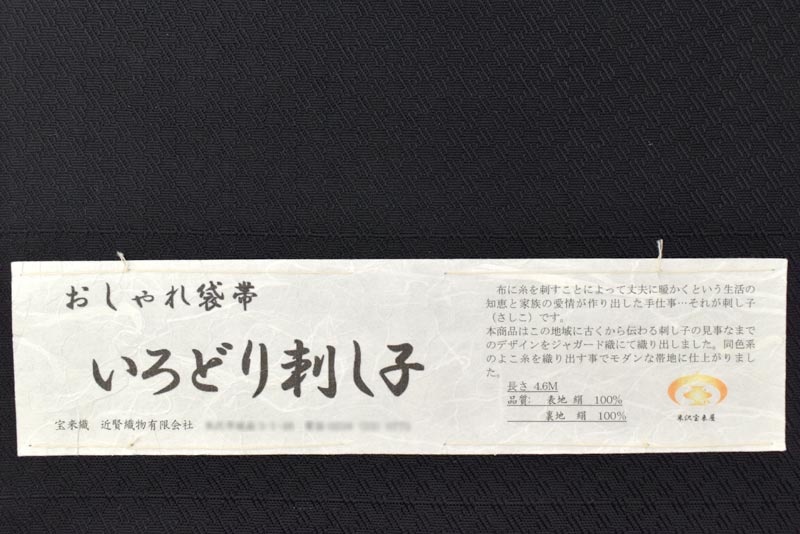 おしゃれ袋帯
いろどり刺し子
宝来織　近賢織物有限会社
布に糸を刺すことによって丈夫に暖かくという生活の
知恵と家族の愛情が作り出した手仕事…それが刺し子
（さしこ）です。
本商品はこの地域に古くから伝わる刺し子の見事なまで
のデザインをジャガード織にて織り出しました。同色系
のよこ糸を織り出す事でモダンな帯地に仕上がりまし
た。
長さ 4.6M
品質:　表地 絹　100%
裏地　絹　100%
米沢宝来屋